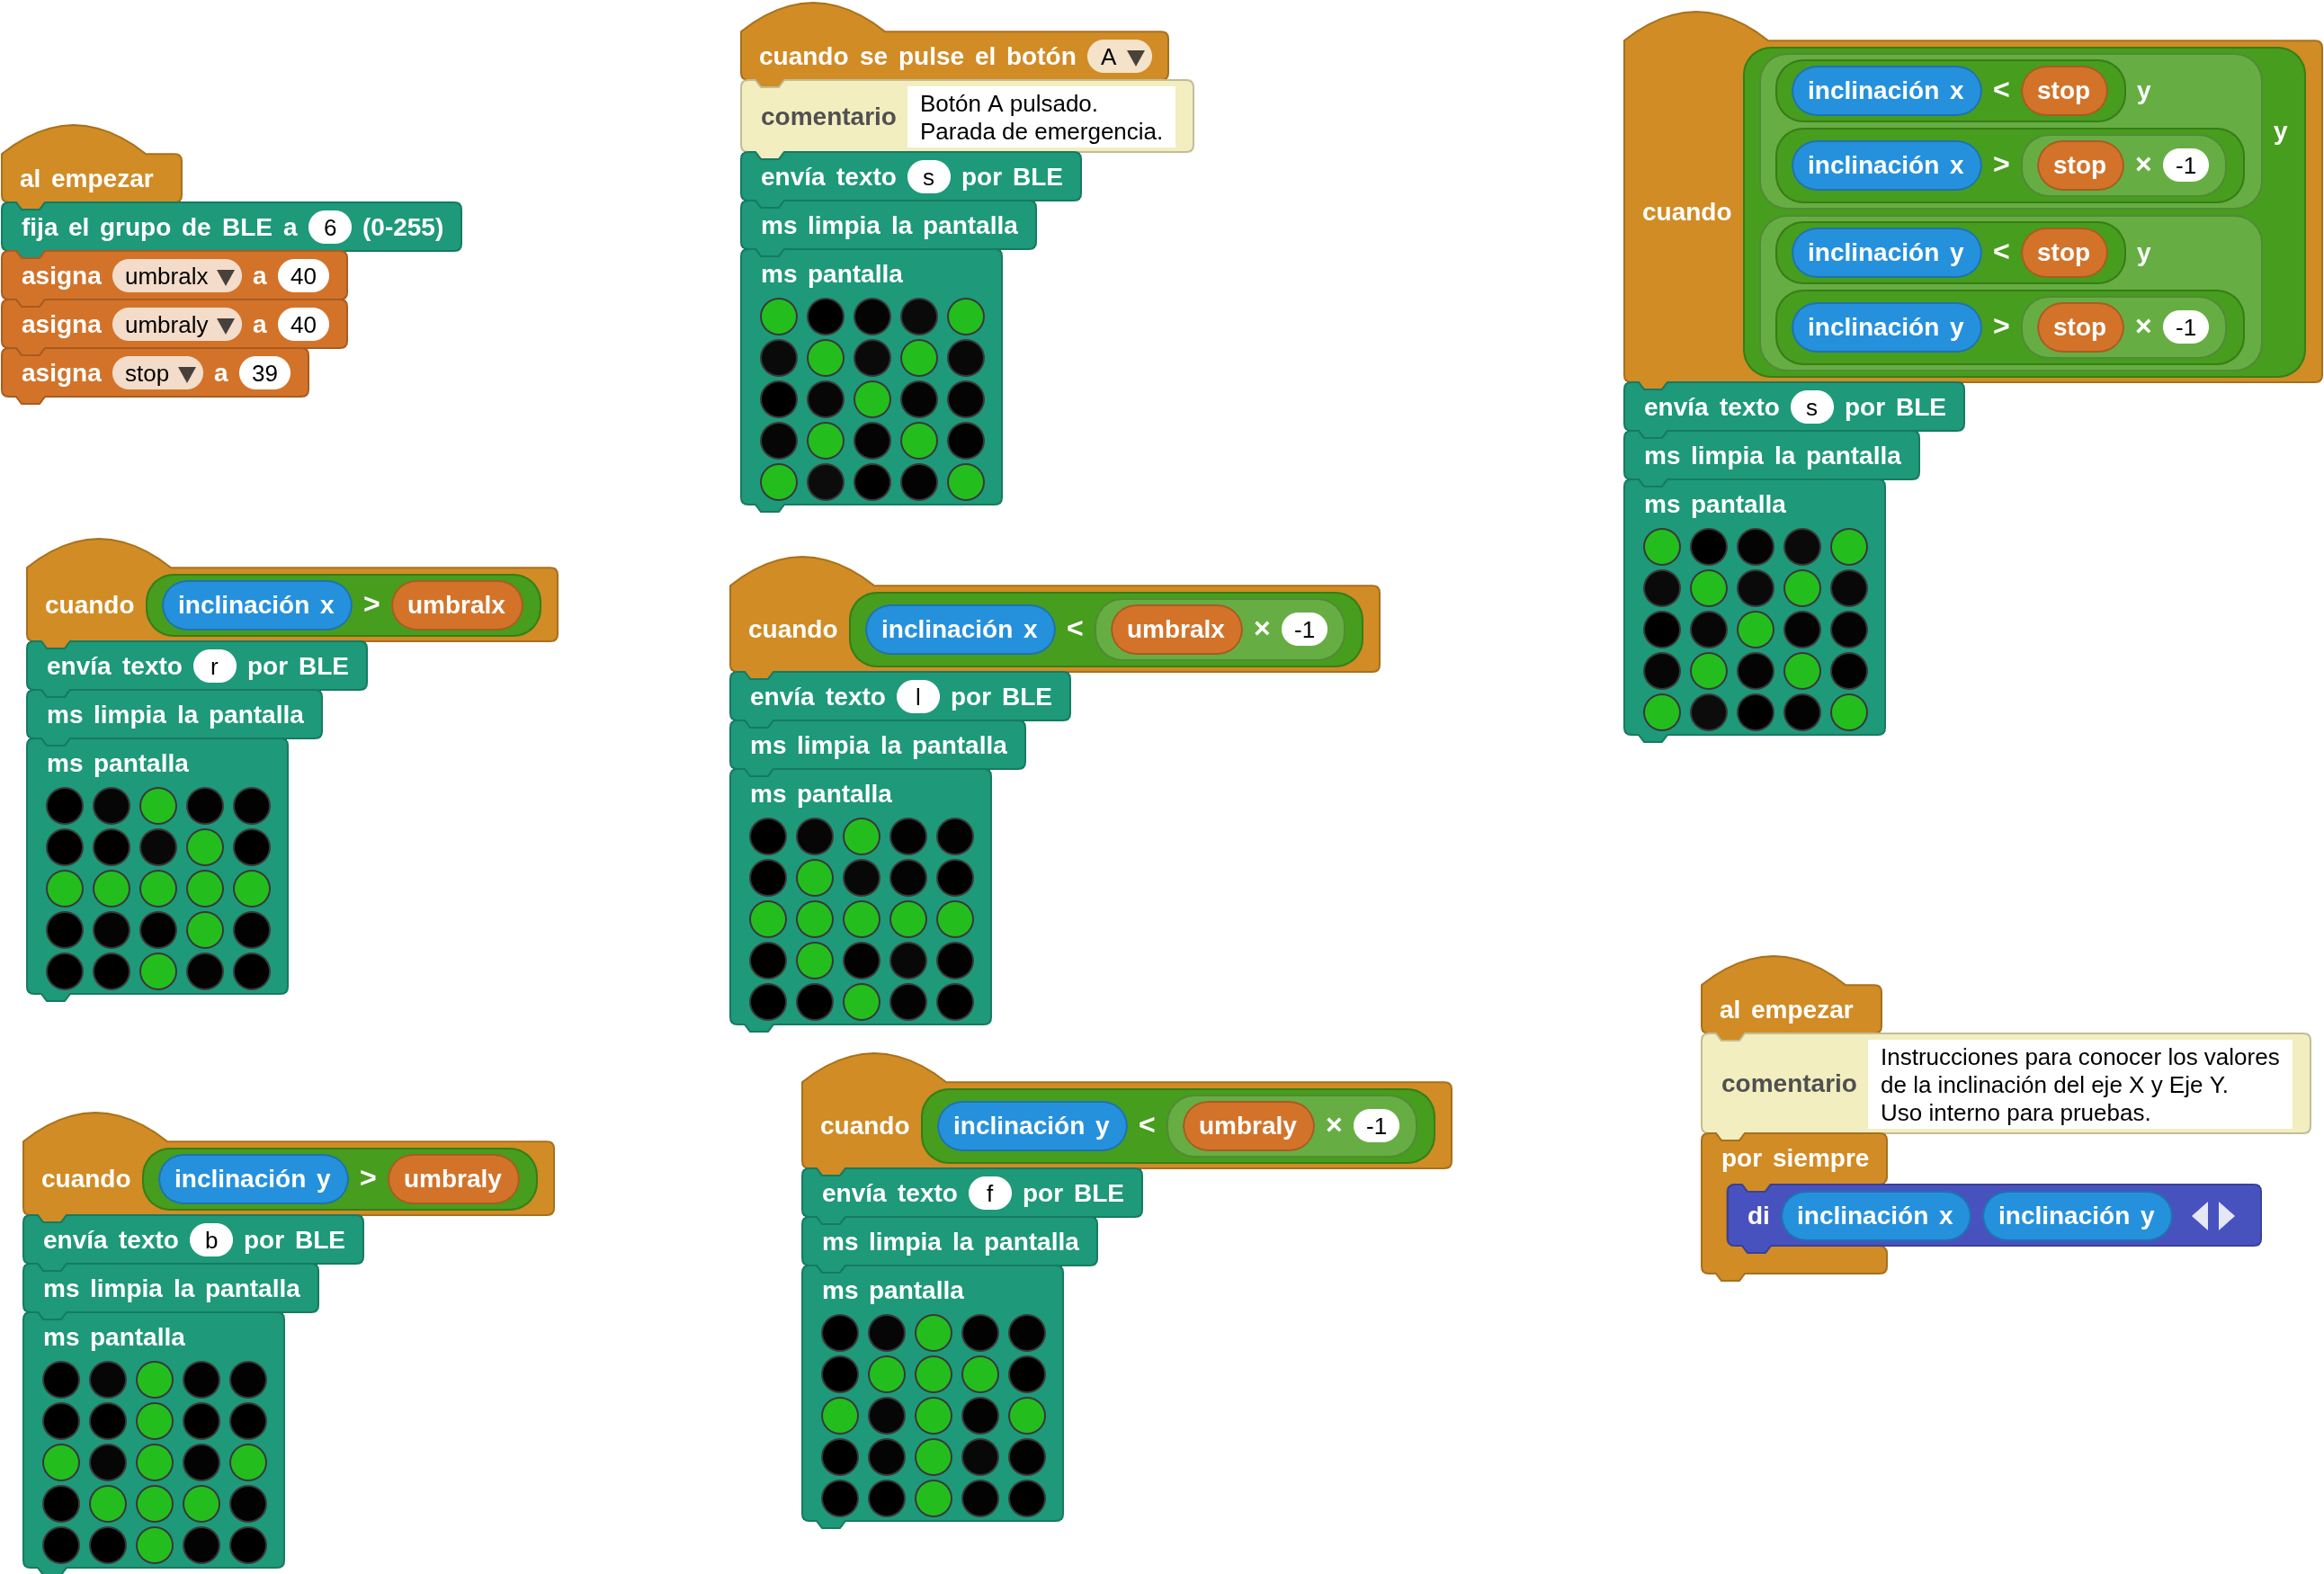 al empezar
fija el grupo de BLE a 6 (0-255)
asigna umbralx a 40
asigna umbraly a 40
asigna stop a 39
cuando se pulse el botón A
comentario Botón A pulsado.
Parada de emergencia.
envía texto s por BLE
ms limpia la pantalla
ms pantalla
cuando inclinación x < stop y
inclinación x > stop × -1
y
inclinación y < stop y
inclinación y > stop × -1
envía texto s por BLE
ms limpia la pantalla
ms pantalla
cuando inclinación x > umbralx
envía texto r por BLE
ms limpia la pantalla
ms pantalla
cuando inclinación x < umbralx × -1
envía texto l por BLE
ms limpia la pantalla
ms pantalla
cuando inclinación y > umbraly
envía texto b por BLE
ms limpia la pantalla
ms pantalla
cuando inclinación y < umbraly × -1
envía texto f por BLE
ms limpia la pantalla
ms pantalla
al empezar
comentario Instrucciones para conocer los valores
de la inclinación del eje X y Eje Y.
Uso interno para pruebas.
por siempre
di inclinación x inclinación y